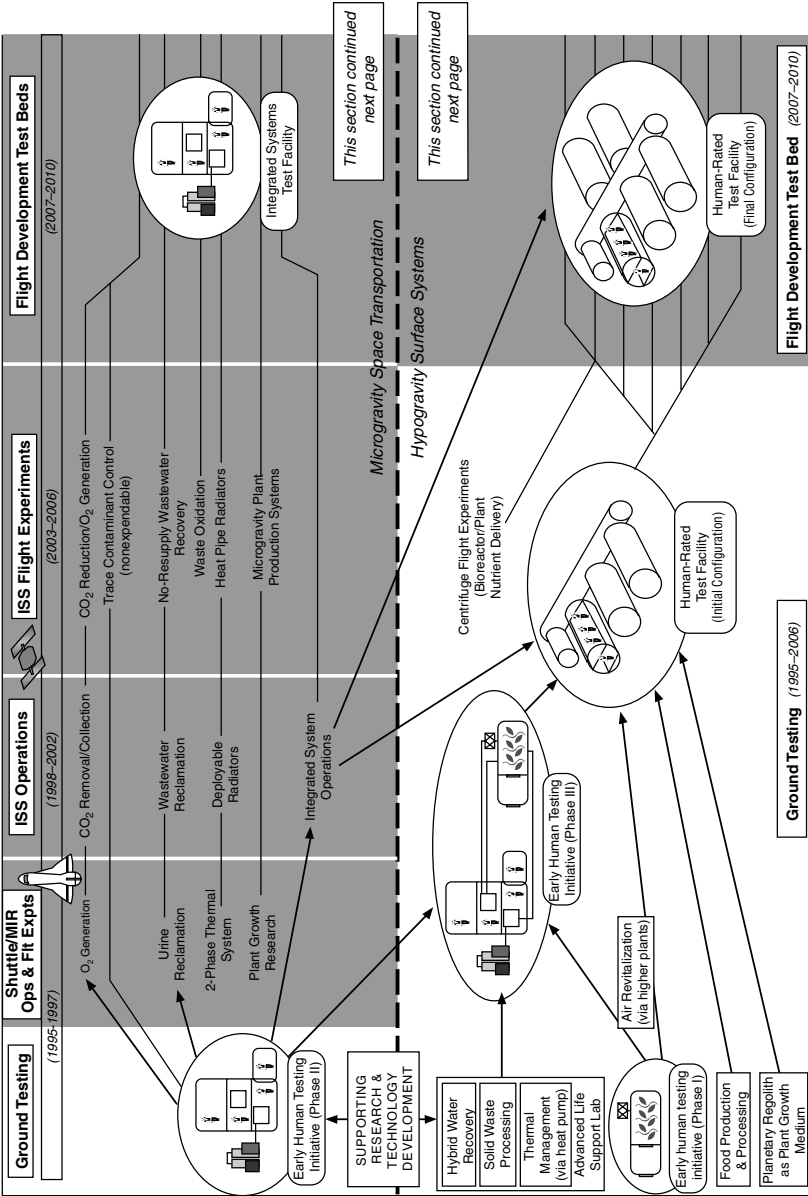 Ground Testing
Shuttle/MIR
Ops & Flt Expts
ISS Operations
ISS Flight Experiments
Flight Development Test Beds
(1995-1997)
(1998–2002)
(2003–2006)
(2007–2010)
O2 Generation
CO2 Removal/Collection
CO2 Reduction/O2 Generation
Trace Contaminant Control
(nonexpendable)
Urine
Reclamation
Wastewater
Reclamation
No-Resupply Wastewater
Recovery
Waste Oxidation
2-Phase Thermal
System
Deployable
Radiators
Heat Pipe Radiators
Plant Growth
Research
Microgravity Plant
Production Systems
Integrated System
Operations
Integrated Systems
Test Facility
Early Human Testing
Initiative (Phase II)
This section continued
next page
Microgravity Space Transportation
SUPPORTING
RESEARCH &
TECHNOLOGY
DEVELOPMENT
Hypogravity Surface Systems
This section continued
next page
Hybrid Water
Recovery
Solid Waste
Processing
Thermal
Management
(via heat pump)
Advanced Life
Support Lab
Centrifuge Flight Experiments
(Bioreactor/Plant
Nutrient Delivery)
Early Human Testing
Initiative (Phase III)
Air Revitalization
(via higher plants)
Early human testing
initiative (Phase I)
Human-Rated
Test Facility
(Initial Configuration)
Human-Rated
Test Facility
(Final Configuration)
Food Production
& Processing
Planetary Regolith
as Plant Growth
Medium
Ground Testing (1995–2006)
Flight Development Test Bed (2007–2010)